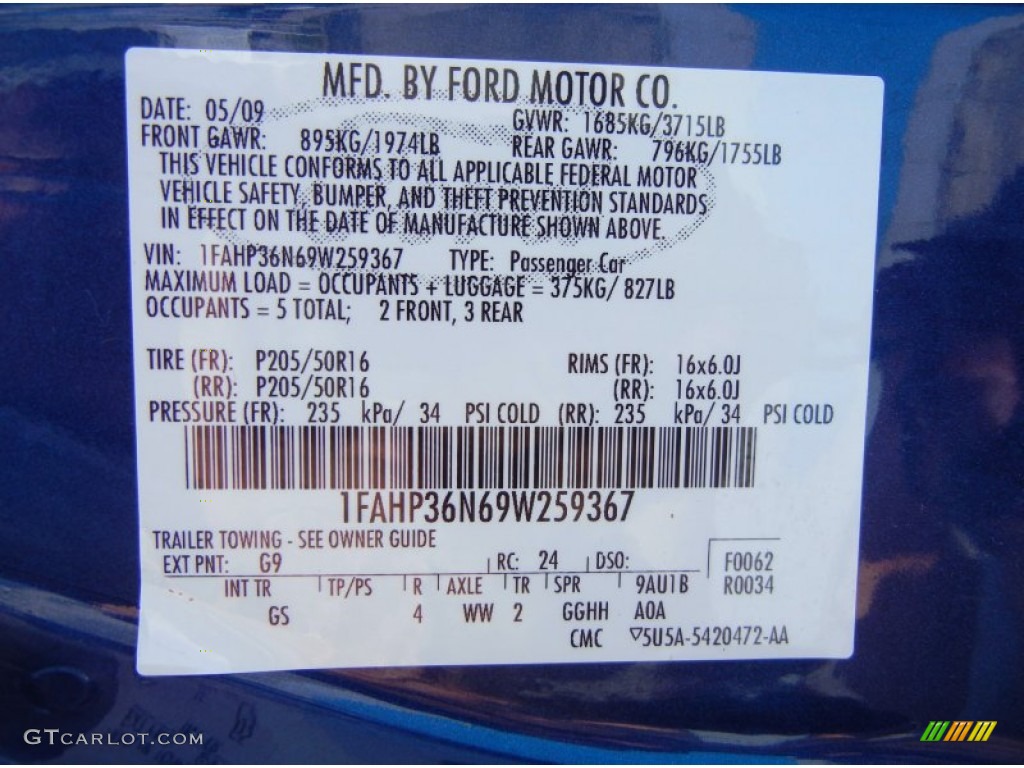 MFD. BY FORD MOTOR CO.
DATE: 05/09 GVWR: 1685KG/3715LB
FRONT GAWR: 895KG/1974LB REAR GAWR: 796KG/1755LB
THIS VEHICLE CONFORMS TO ALL APPLICABLE FEDERAL MOTOR
VEHICLE SAFETY, BUMPER, AND THEFT PREVENTION STANDARDS
IN EFFECT ON THE DATE OF MANUFACTURE SHOWN ABOVE.
VIN: 1FAHP36N69W259367 TYPE: Passenger Car
MAXIMUM LOAD = OCCUPANTS + LUGGAGE = 375KG/ 827LB
OCCUPANTS = 5 TOTAL; 2 FRONT, 3 REAR
TIRE (FR): P205/50R16 RIMS (FR): 16x6.0J
(RR): P205/50R16 (RR): 16x6.0J
PRESSURE (FR): 235 kPa/ 34 PSI COLD (RR): 235 kPa/ 34 PSI COLD
1FAHP36N69W259367
TRAILER TOWING - SEE OWNER GUIDE
EXT PNT: G9 RC: 24 DSO: F0062
INT TR TP/PS R AXLE TR SPR 9AU1B R0034
GS 4 WW 2 GGHH A0A
CMC ▽5U5A-5420472-AA
GTCARLOT.COM